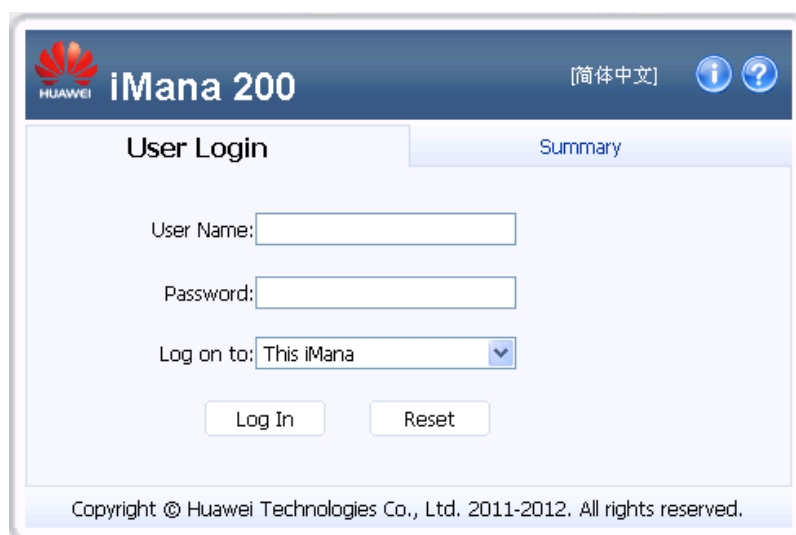 HUAWEI iMana 200 [简体中文]
User Login Summary
User Name:
Password:
Log on to: This iMana
Log In Reset
Copyright © Huawei Technologies Co., Ltd. 2011-2012. All rights reserved.